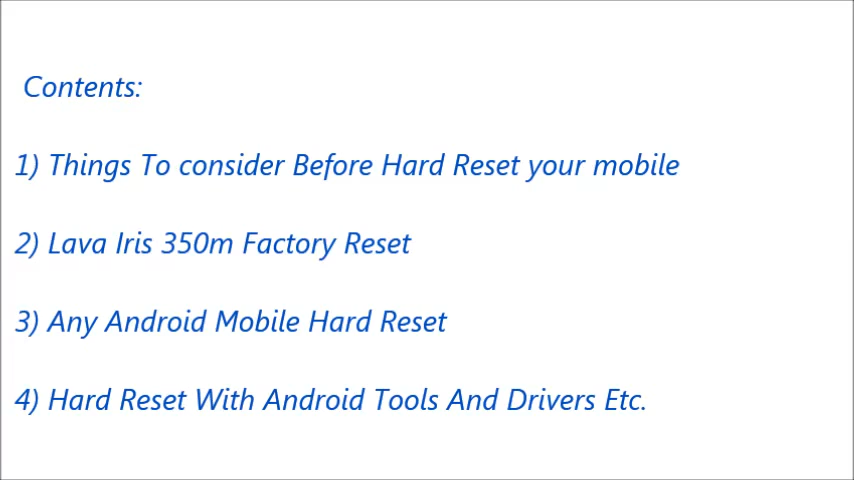 Contents:
1) Things To consider Before Hard Reset your mobile
2) Lava Iris 350m Factory Reset
3) Any Android Mobile Hard Reset
4) Hard Reset With Android Tools And Drivers Etc.